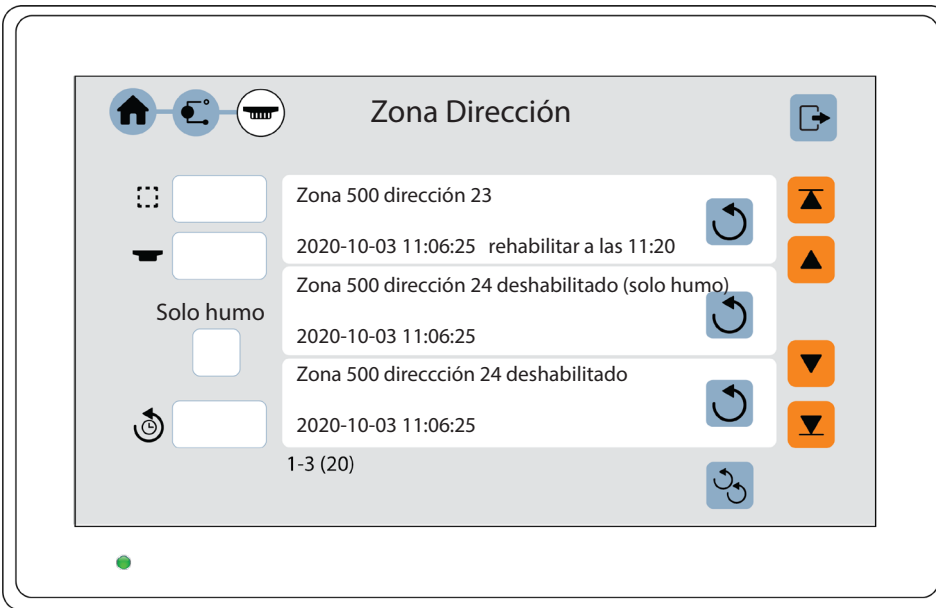 Zona Dirección
Zona 500 dirección 23
2020-10-03 11:06:25 rehabilitar a las 11:20
Solo humo
Zona 500 dirección 24 deshabilitado (solo humo)
2020-10-03 11:06:25
Zona 500 direccción 24 deshabilitado
2020-10-03 11:06:25
1-3 (20)